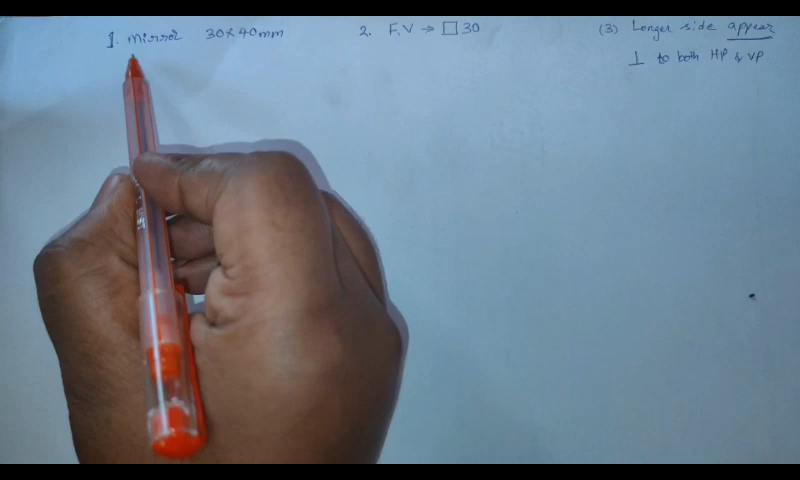 1. Mirror 30×40mm
2. F.V → □ 30
(3) Longer side appear
⊥ to both HP & VP